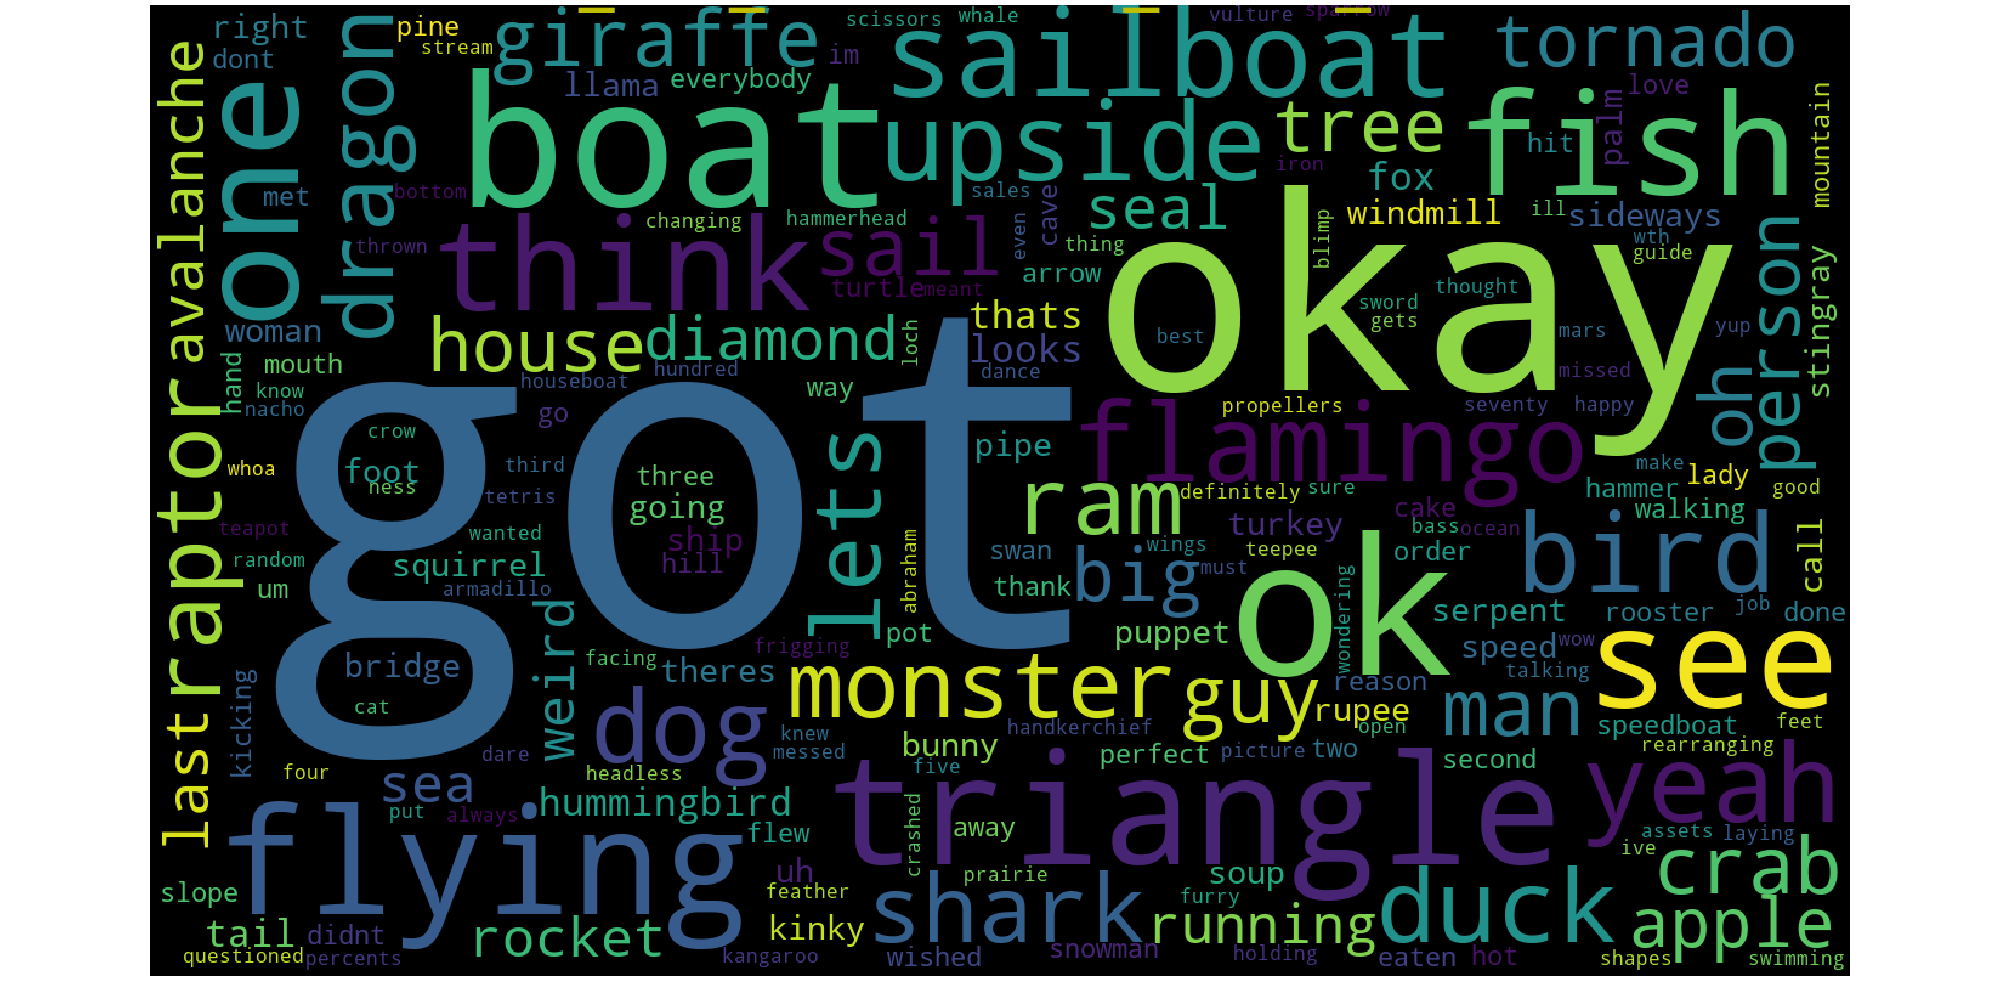 right
pine
stream
dont
giraffe
scissors
whale
im
llama
everybody
sailboat
vulture
sparrow
tornado
love
avalanche
one
dragon
boat
upside
tree
iron
fish
hit
palm
mountain
met
bottom
think
changing
hammerhead
sail
sales
even
cave
seal
thing
fox
windmill
blimp
ill
sideways
wth
guide
person
thrown
turtle
meant
arrow
okay
sword
gets
thought
mars
yup
stingray
woman
house
diamond
loch
thats
looks
dance
best
missed
oh
mouth
hand
know
nacho
houseboat
hundred
way
go
propellers
seventy
happy
raptor
whoa
crow
foot
ness
third
tetris
got
three
going
lets
pipe
flamingo
make
lady
good
hammer
walking
call
teapot
random
um
wanted
squirrel
armadillo
ship
hill
abraham
ram
definitely
sure
swan
thank
big
wings
turkey
teepee
must
cake
bass
ocean
order
bird
ok
wondering
serpent
rooster
job
done
pot
puppet
speed
wow
talking
see
frigging
facing
theres
weird
bridge
cat
kicking
last
monster
guy
reason
rupee
man
speedboat
feet
dog
knew
messed
handkerchief
bunny
perfect
picture
two
open
second
rearranging
dare
four
sea
headless
five
triangle
yeah
put
always
hummingbird
flew
crashed
away
assets
laying
ive
flying
slope
uh
feather
prairie
soup
furry
crab
tail
didnt
rocket
kinky
shark
running
duck
apple
questioned
percents
kangaroo
wished
snowman
holding
eaten
hot
shapes
swimming